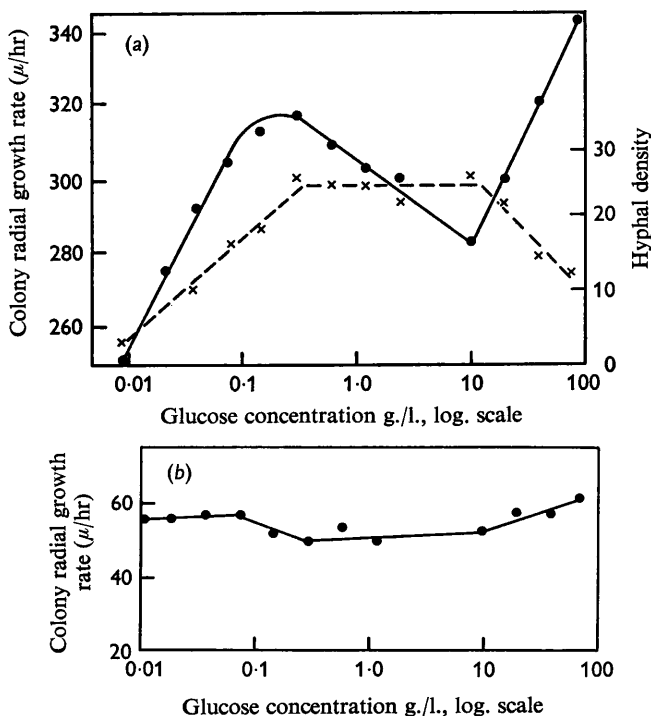 (a)
Colony radial growth rate (μ/hr)
340
320
300
280
260
30
20
10
0
Hyphal density
0·01 0·1 1·0 10 100
Glucose concentration g./l., log. scale
(b)
Colony radial growth
rate (μ/hr)
60
40
20
0·01 0·1 1·0 10 100
Glucose concentration g./l., log. scale